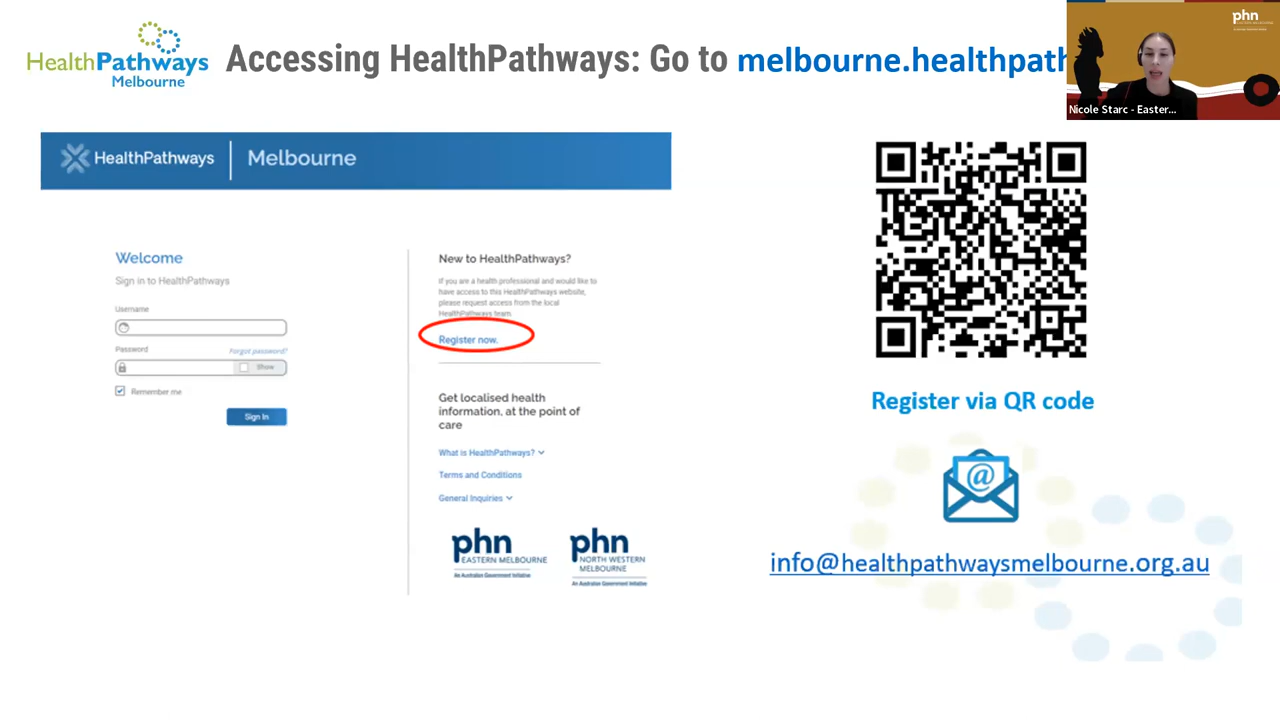 HealthPathways
Melbourne
Accessing HealthPathways: Go to melbourne.healthpath
phn
Nicole Starc - Easter...
HealthPathways
Melbourne
Welcome
Sign in to HealthPathways
Username
Password
Forgot password?
Show
Remember me
Sign In
New to HealthPathways?
If you are a health professional and would like to
have access to this HealthPathways website,
please request access from the local
HealthPathways team.
Register now.
Get localised health
information, at the point of
care
What is HealthPathways?
Terms and Conditions
General Inquiries
phn
EASTERN MELBOURNE
An Australian Government Initiative
phn
NORTH WESTERN
MELBOURNE
An Australian Government Initiative
Register via QR code
@
info@healthpathwaysmelbourne.org.au